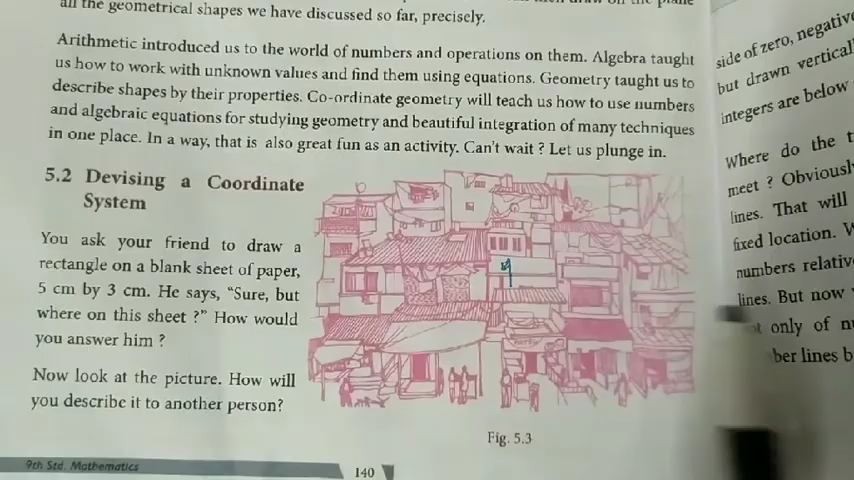 all the geometrical shapes we have discussed so far, precisely.
Arithmetic introduced us to the world of numbers and operations on them. Algebra taught
us how to work with unknown values and find them using equations. Geometry taught us to
describe shapes by their properties. Co-ordinate geometry will teach us how to use numbers
and algebraic equations for studying geometry and beautiful integration of many techniques
in one place. In a way, that is also great fun as an activity. Can't wait ? Let us plunge in.
5.2 Devising a Coordinate
System
You ask your friend to draw a
rectangle on a blank sheet of paper,
5 cm by 3 cm. He says, “Sure, but
where on this sheet ?” How would
you answer him ?
Now look at the picture. How will
you describe it to another person?
Fig. 5.3
9th Std. Mathematics
140
side of zero, negative
but drawn vertical
integers are below
Where do the
meet ? Obviously
lines. That will
fixed location.
numbers relative
lines. But now
only of
lines